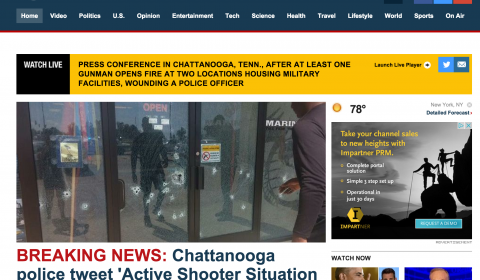 Home Video Politics U.S. Opinion Entertainment Tech Science Health Travel Lifestyle World Sports On Air
WATCH LIVE
PRESS CONFERENCE IN CHATTANOOGA, TENN., AFTER AT LEAST ONE
GUNMAN OPENS FIRE AT TWO LOCATIONS HOUSING MILITARY
FACILITIES, WOUNDING A POLICE OFFICER
Launch Live Player
OPEN
MARIN
BREAKING NEWS: Chattanooga
police tweet 'Active Shooter Situation
78°
New York, NY
Detailed Forecast
Take your channel sales
to new heights with
Impartner PRM.
Complete portal
solution
Simple 3 step set up
Operational in
just 30 days
IMPARTNER
REQUEST A DEMO
ADVERTISEMENT
WATCH NOW